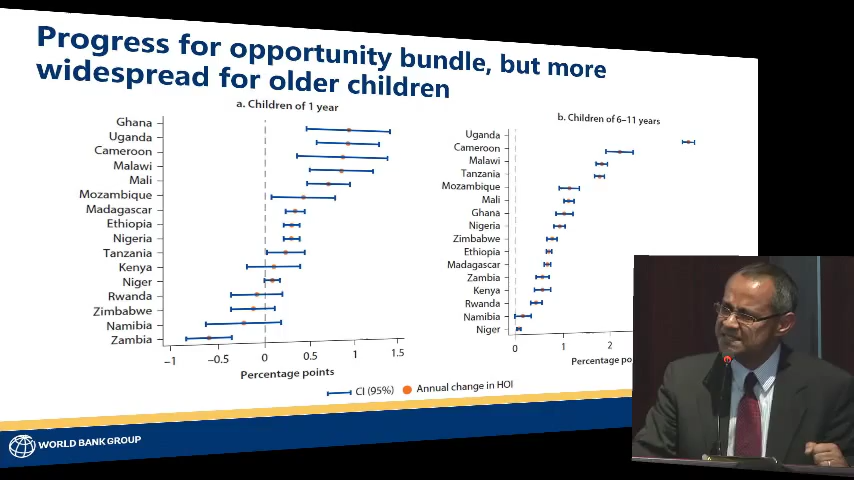 Progress for opportunity bundle, but more
widespread for older children
a. Children of 1 year
Ghana
Uganda
Cameroon
Malawi
Mali
Mozambique
Madagascar
Ethiopia
Nigeria
Tanzania
Kenya
Niger
Rwanda
Zimbabwe
Namibia
Zambia
−1 −0.5 0 0.5 1 1.5
Percentage points
b. Children of 6–11 years
Uganda
Cameroon
Malawi
Tanzania
Mozambique
Mali
Ghana
Nigeria
Zimbabwe
Ethiopia
Madagascar
Zambia
Kenya
Rwanda
Namibia
Niger
0 1 2
Percentage po
CI (95%) Annual change in HOI
WORLD BANK GROUP